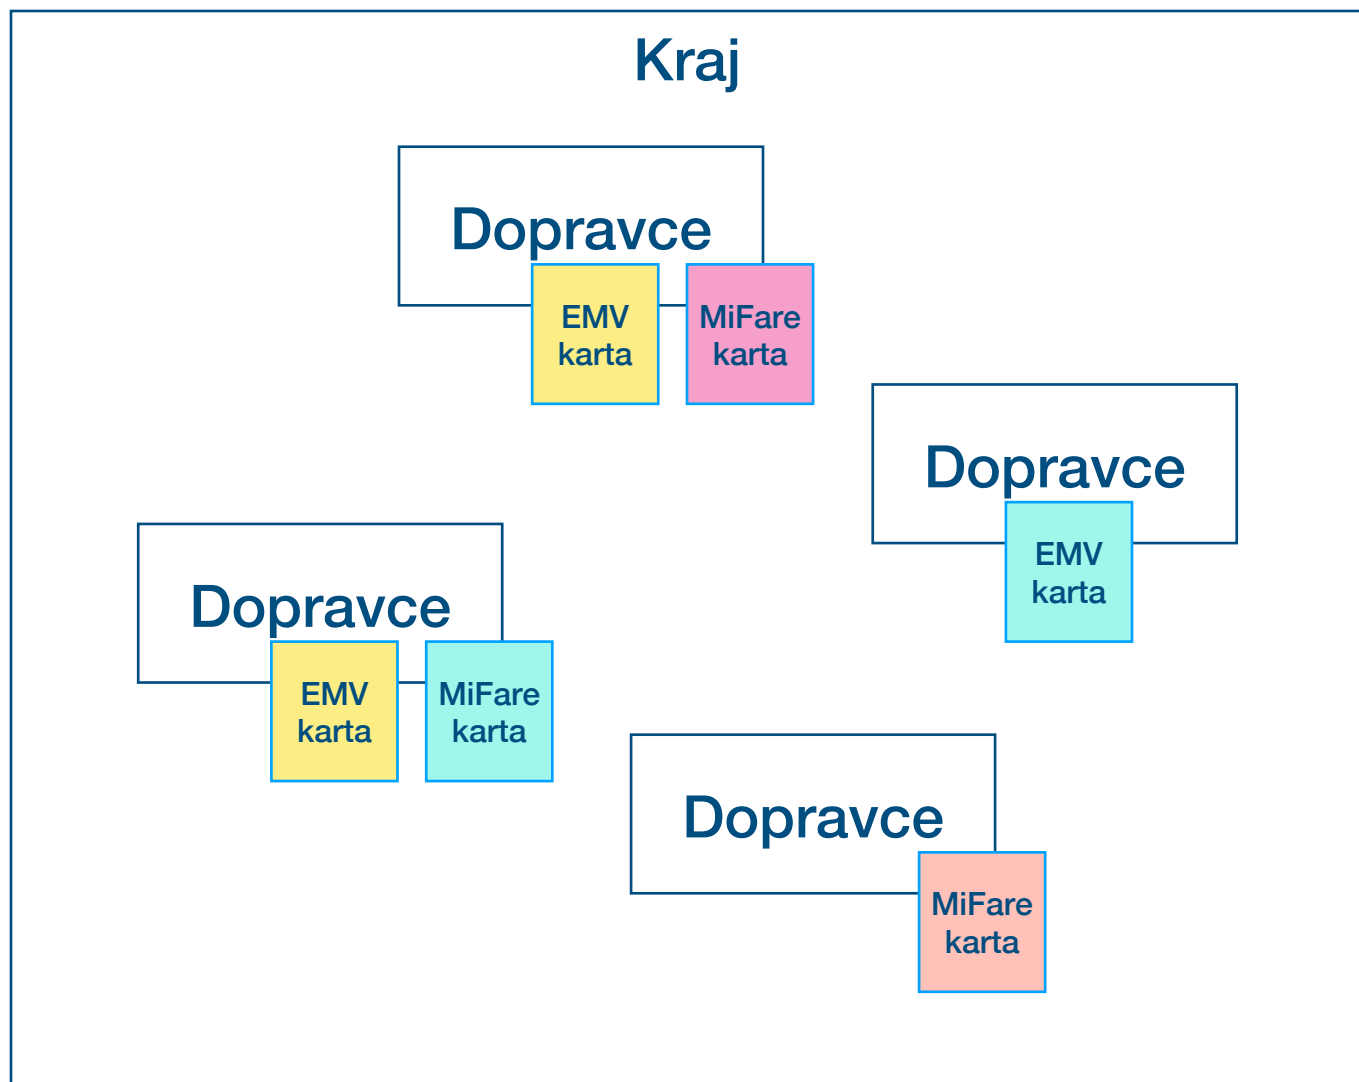 Kraj
Dopravce
EMV
karta
MiFare
karta
Dopravce
EMV
karta
Dopravce
EMV
karta
MiFare
karta
Dopravce
MiFare
karta